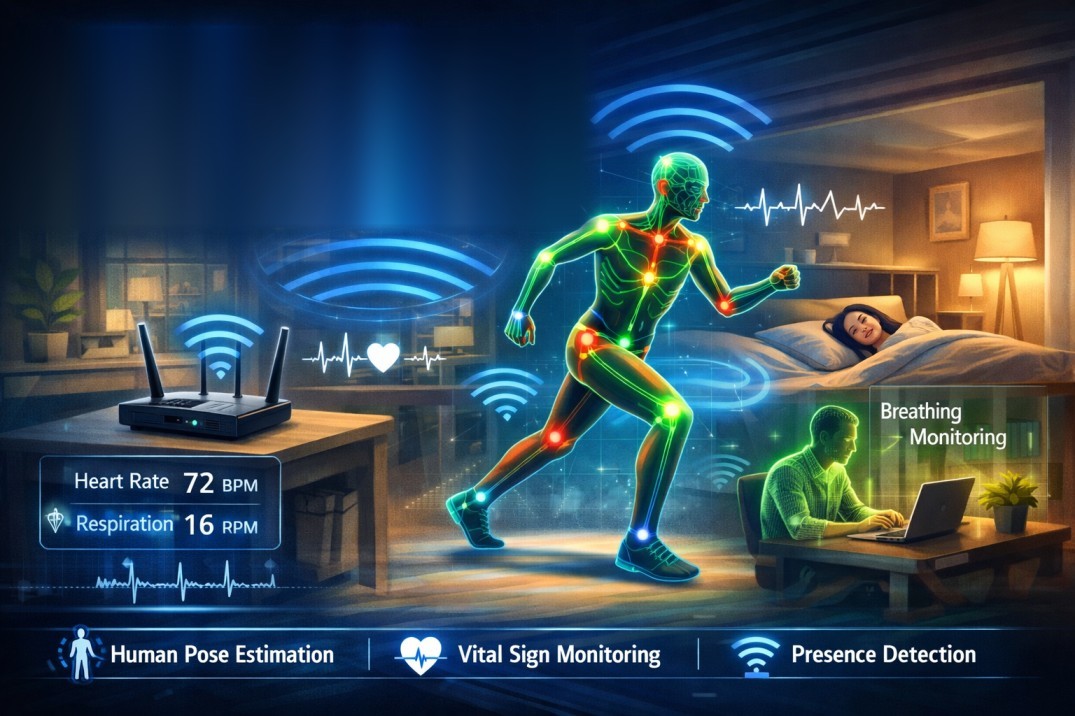 Heart Rate 72 BPM
Respiration 16 RPM
Breathing
Monitoring
Human Pose Estimation
Vital Sign Monitoring
Presence Detection